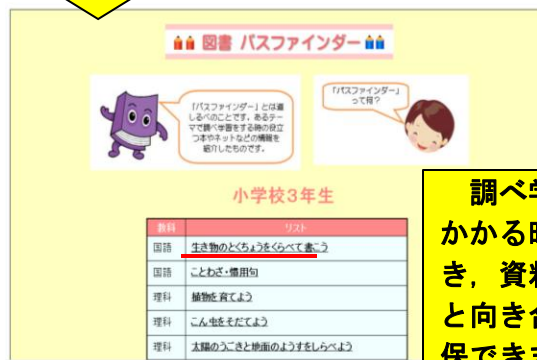 図書 パスファインダー
「パスファインダー」とは道
しるべのことです。あるテー
マで調べ学習をする時の役立
つ本やネットなどの情報を
紹介したものです。
「パスファインダー」
って何？
小学校3年生
教科 リスト
国語 生き物のとくちょうをくらべて書こう
国語 ことわざ・慣用句
理科 植物を育てよう
理科 こん虫をそだてよう
理科 太陽のうごきと地面のようすをしらべよう
調べ学
かかる時
き，資料
と向き合
保できま